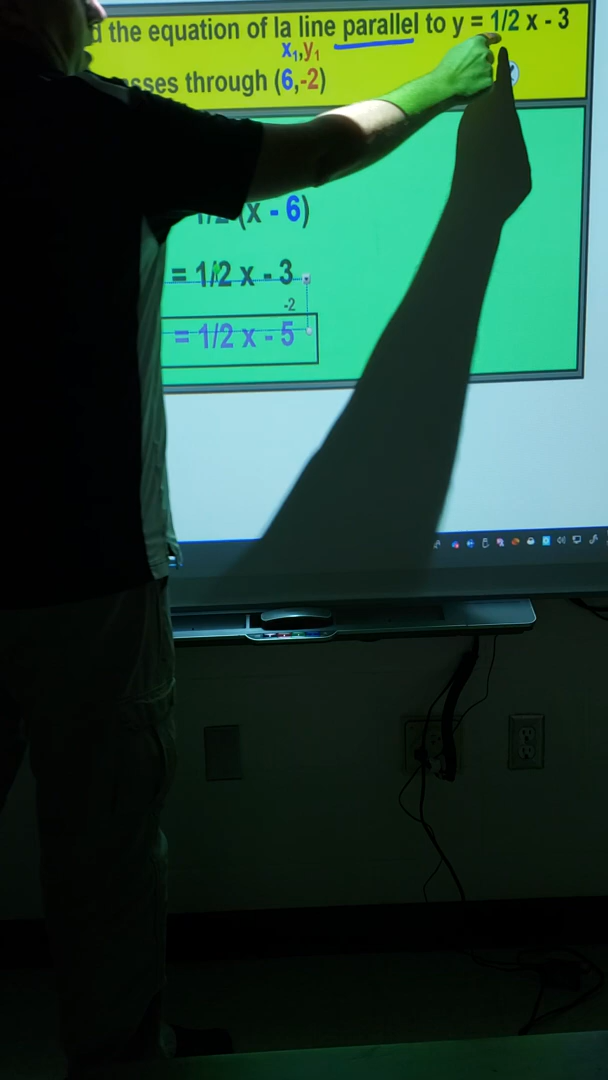 the equation of la line parallel to y = 1/2 x - 3
x₁,y₁
through (6,-2)
(x - 6)
= 1/2 x - 3
-2
= 1/2 x - 5